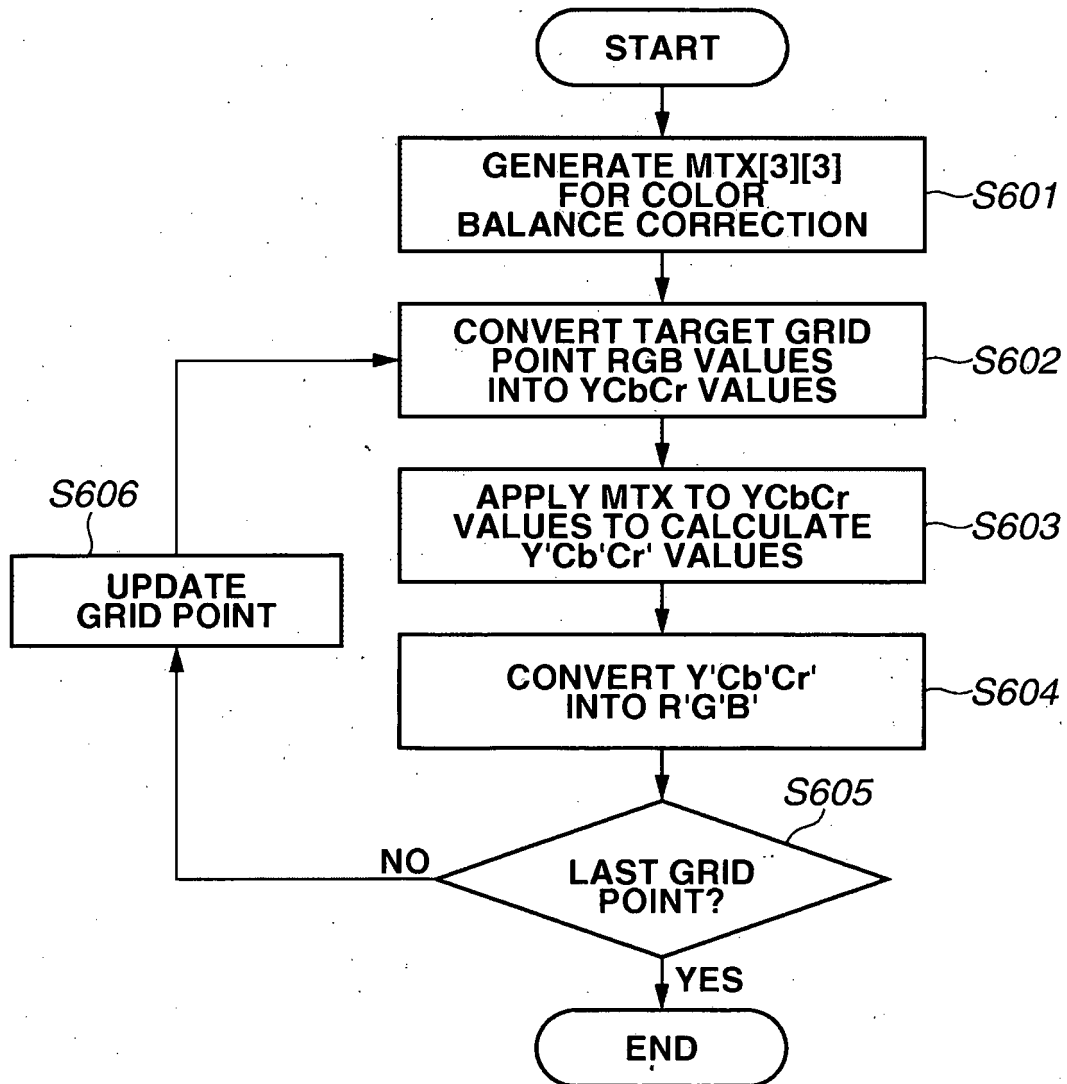 START
GENERATE MTX[3][3]
FOR COLOR
BALANCE CORRECTION
S601
CONVERT TARGET GRID
POINT RGB VALUES
INTO YCbCr VALUES
S602
APPLY MTX TO YCbCr
VALUES TO CALCULATE
Y'Cb'Cr' VALUES
S603
S606
UPDATE
GRID POINT
CONVERT Y'Cb'Cr'
INTO R'G'B'
S604
S605
NO
LAST GRID
POINT?
YES
END